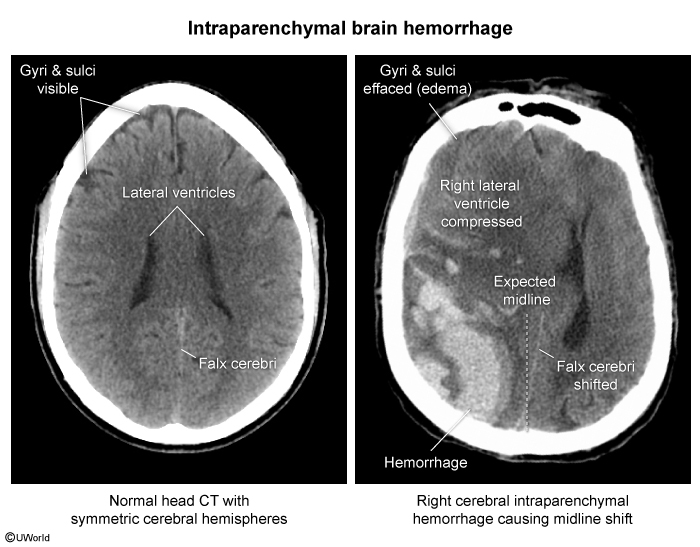 Intraparenchymal brain hemorrhage
Gyri & sulci
visible
Lateral ventricles
Falx cerebri
Normal head CT with
symmetric cerebral hemispheres
Gyri & sulci
effaced (edema)
Right lateral
ventricle
compressed
Expected
midline
Falx cerebri
shifted
Hemorrhage
Right cerebral intraparenchymal
hemorrhage causing midline shift
©UWorld